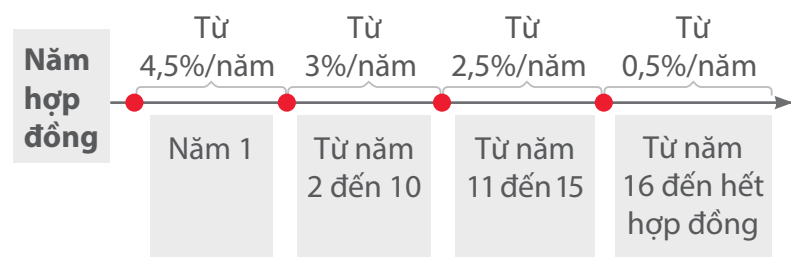 Năm
hợp
đồng
Từ
4,5%/năm
Từ
3%/năm
Từ
2,5%/năm
Từ
0,5%/năm
Năm 1
Từ năm
2 đến 10
Từ năm
11 đến 15
Từ năm
16 đến hết
hợp đồng